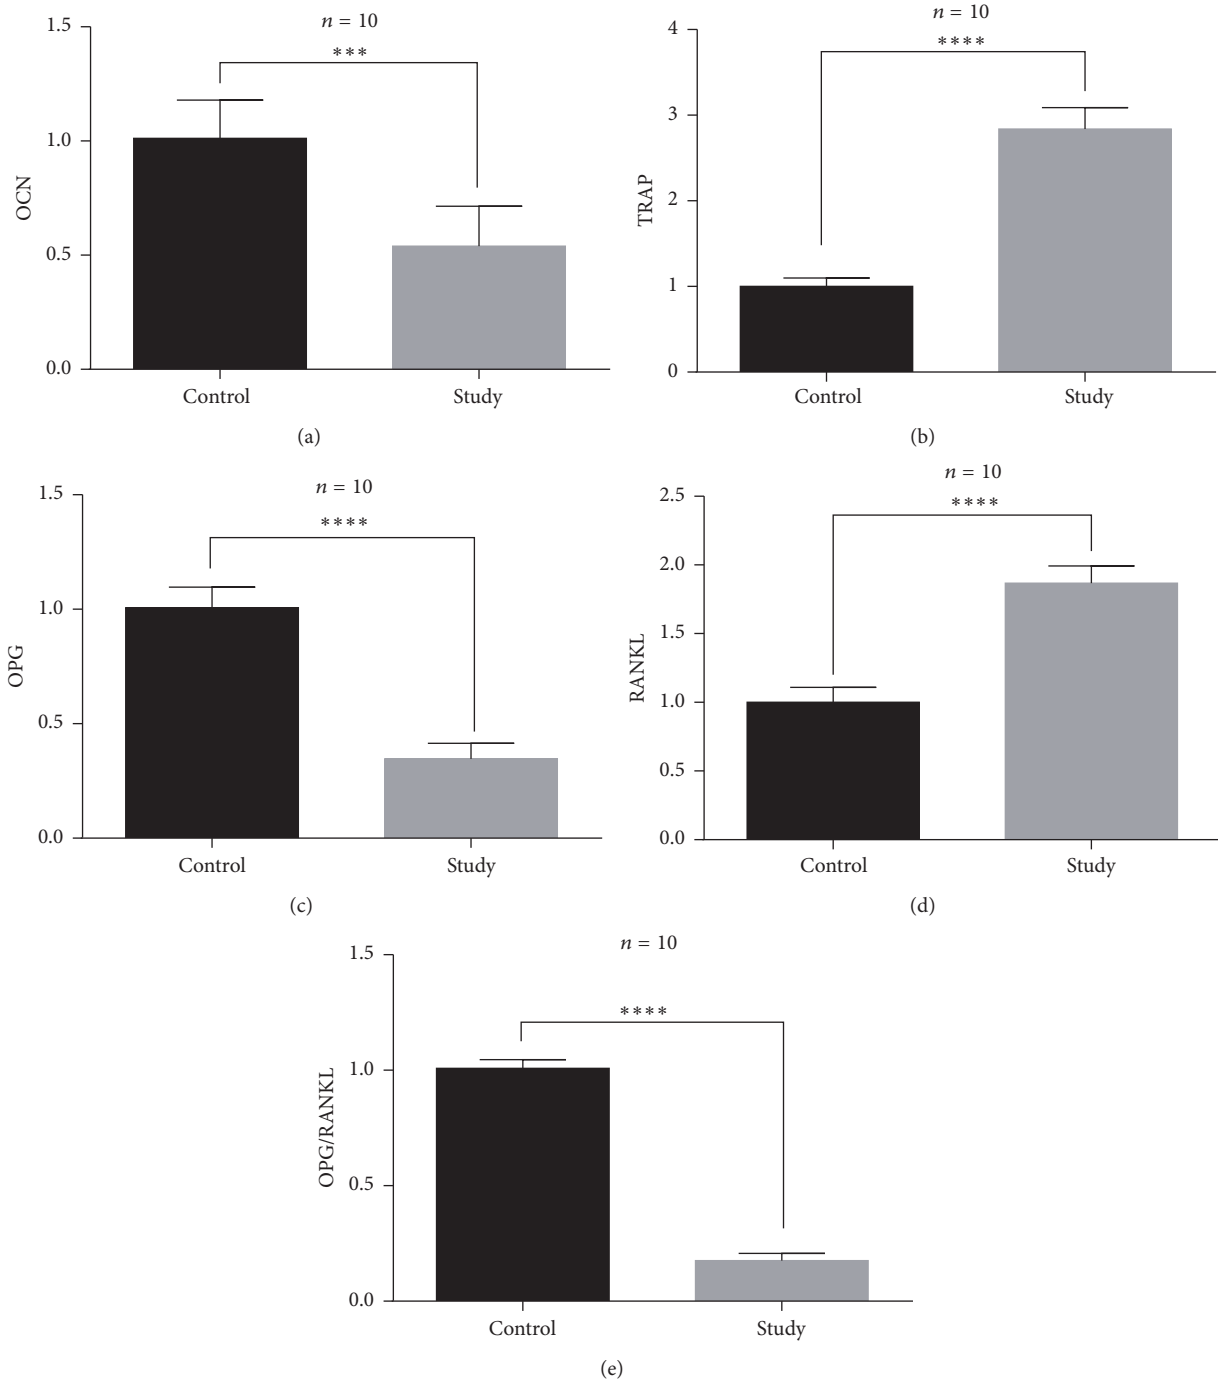 n = 10
***
OCN
1.5
1.0
0.5
0.0
Control Study
(a)
n = 10
****
TRAP
4
3
2
1
0
Control Study
(b)
n = 10
****
OPG
1.5
1.0
0.5
0.0
Control Study
(c)
n = 10
****
RANKL
2.5
2.0
1.5
1.0
0.5
0.0
Control Study
(d)
n = 10
****
OPG/RANKL
1.5
1.0
0.5
0.0
Control Study
(e)